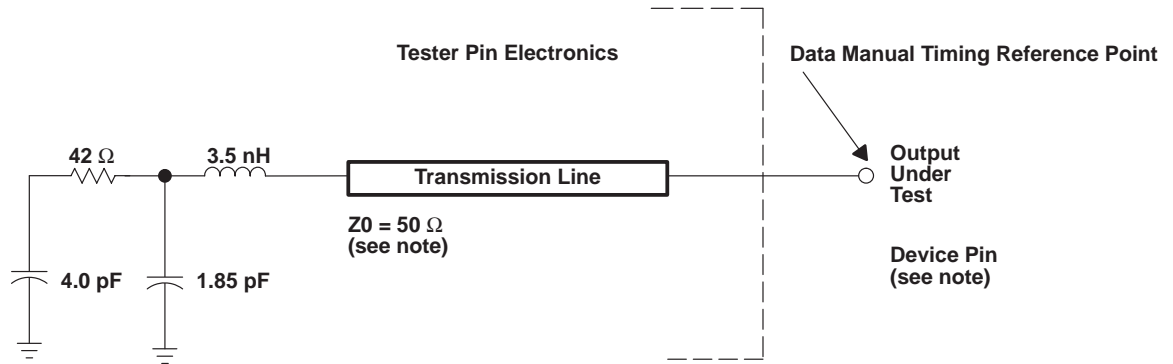 Tester Pin Electronics
Data Manual Timing Reference Point
42 Ω
3.5 nH
Transmission Line
Output
Under
Test
Z0 = 50 Ω
(see note)
Device Pin
(see note)
4.0 pF
1.85 pF